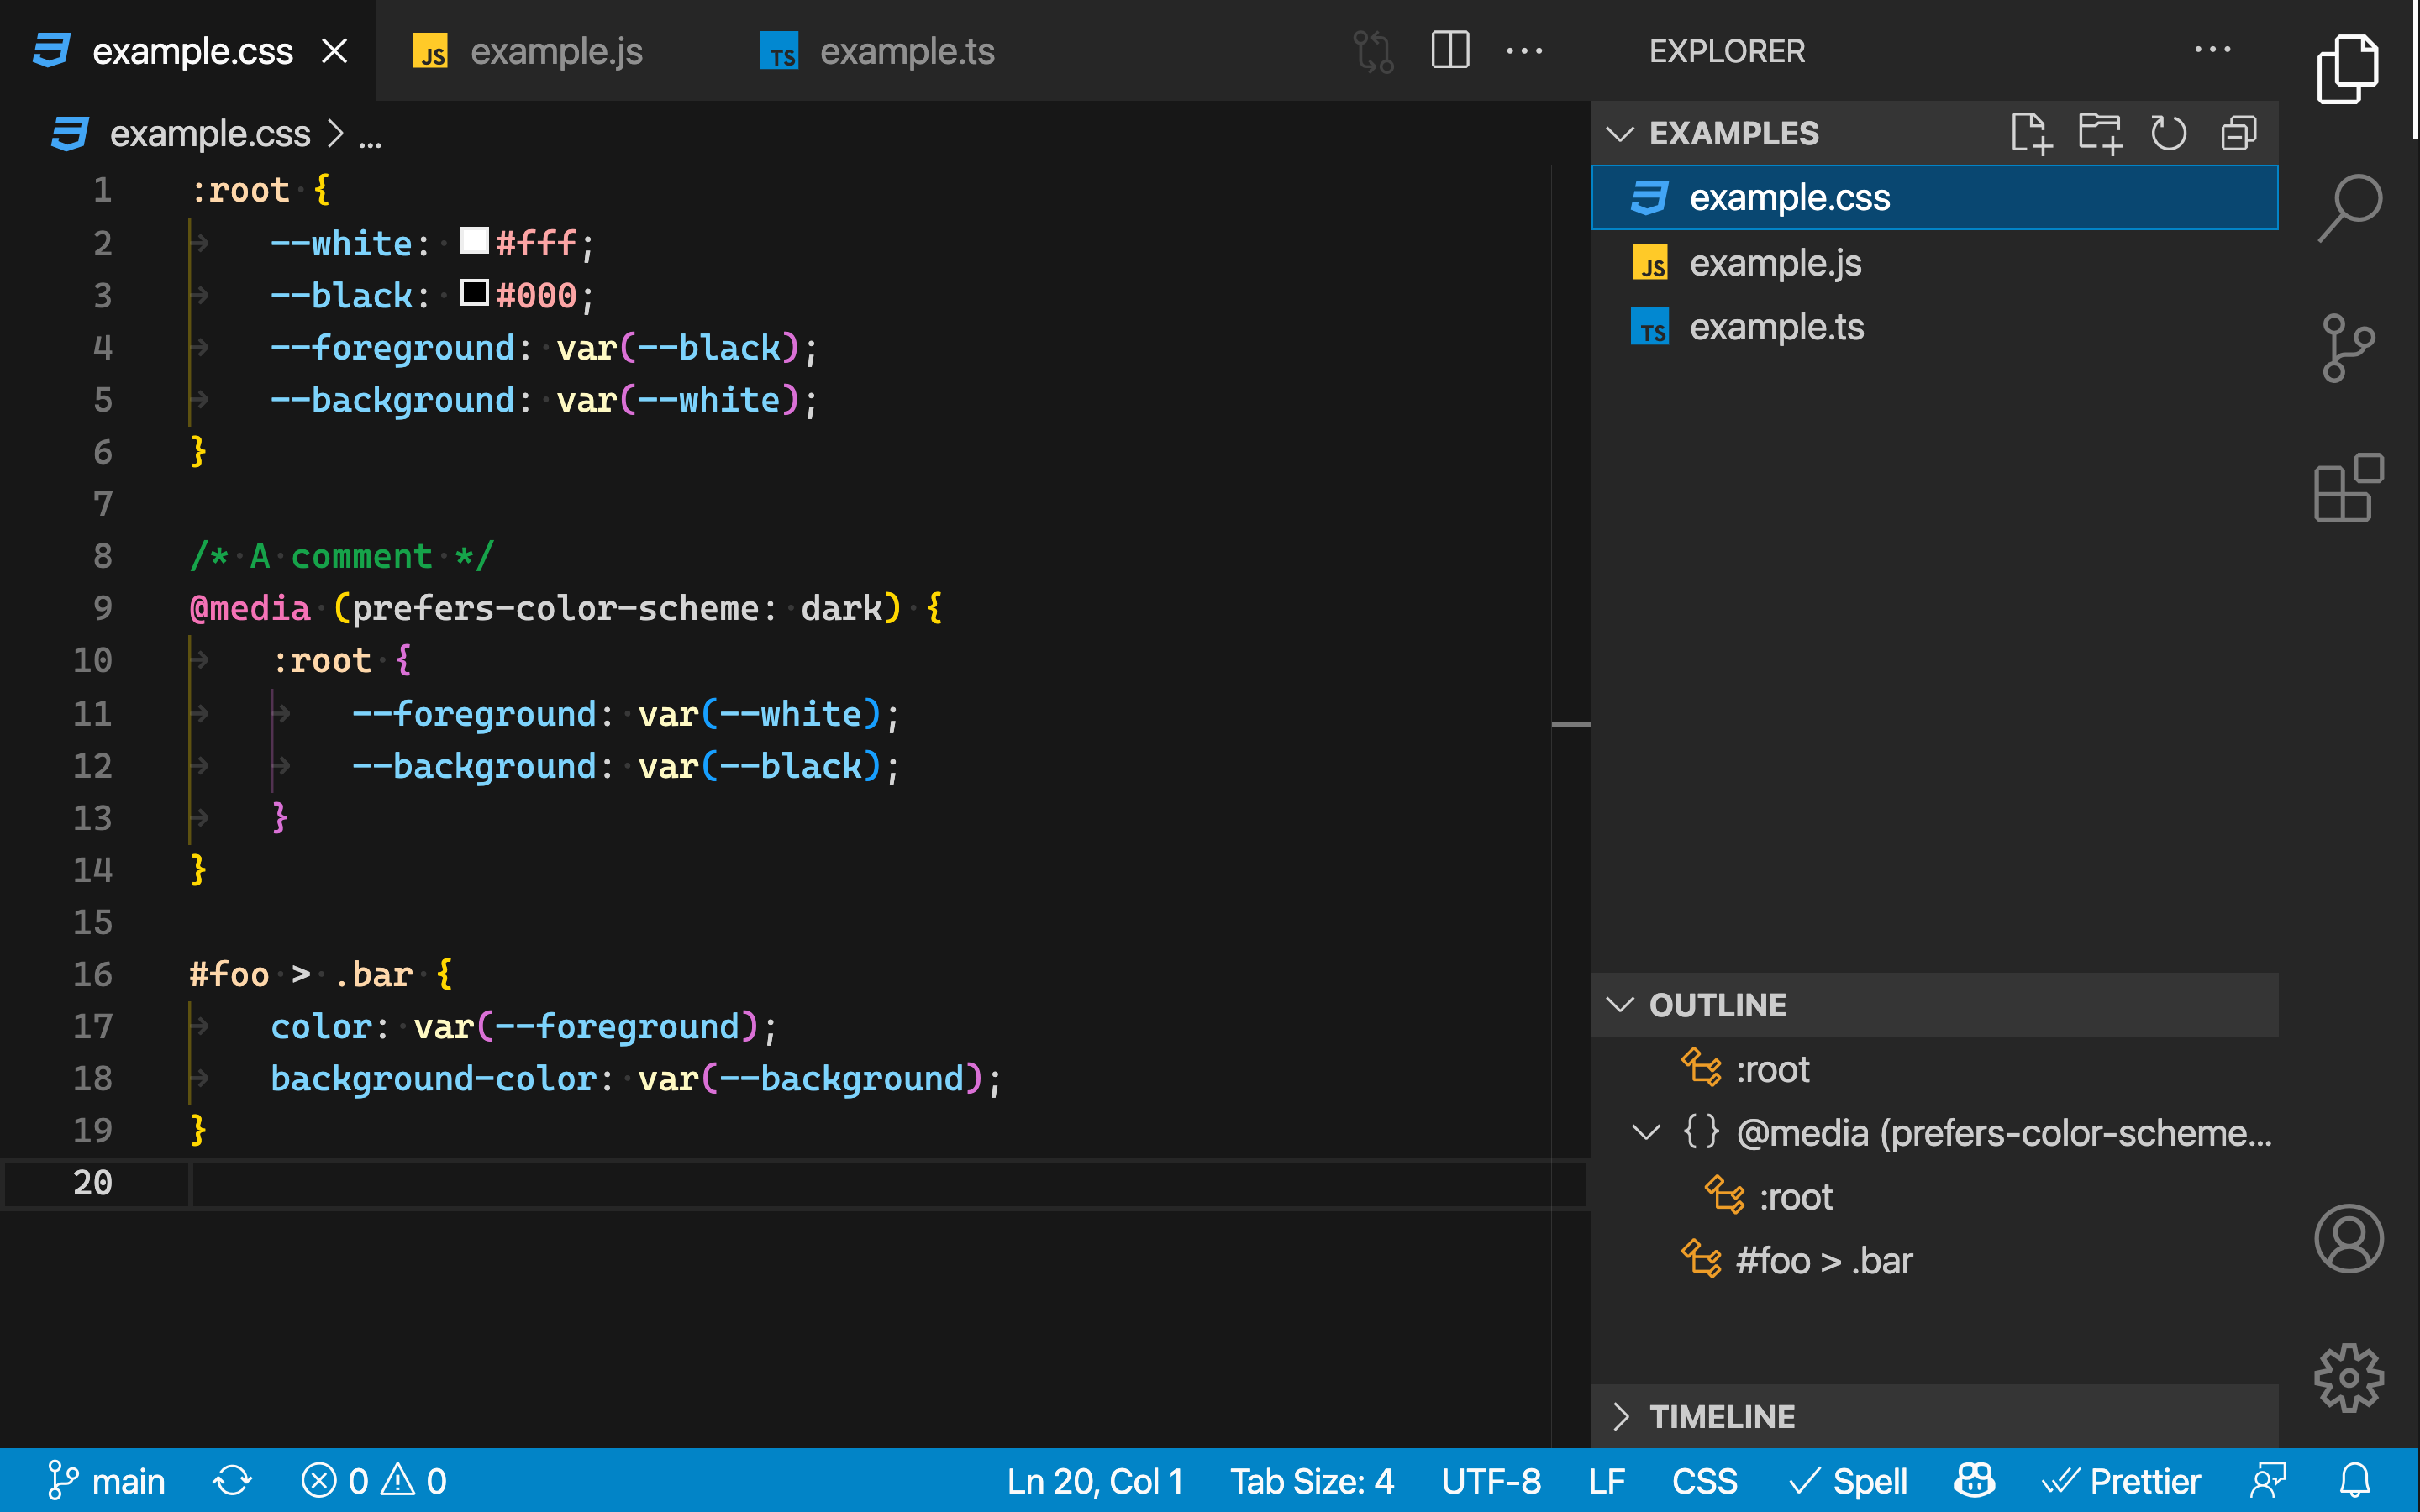 example.css
JS example.js
TS example.ts
EXPLORER
example.css > ...
EXAMPLES
example.css
JS example.js
TS example.ts
1 :root {
2 --white: #fff;
3 --black: #000;
4 --foreground: var(--black);
5 --background: var(--white);
6 }
7
8 /* A comment */
9 @media (prefers-color-scheme: dark) {
10 :root {
11 --foreground: var(--white);
12 --background: var(--black);
13 }
14 }
15
16 #foo > .bar {
17 color: var(--foreground);
18 background-color: var(--background);
19 }
20
OUTLINE
:root
{} @media (prefers-color-scheme...
:root
#foo > .bar
TIMELINE
main 0 0 Ln 20, Col 1 Tab Size: 4 UTF-8 LF CSS Spell Prettier